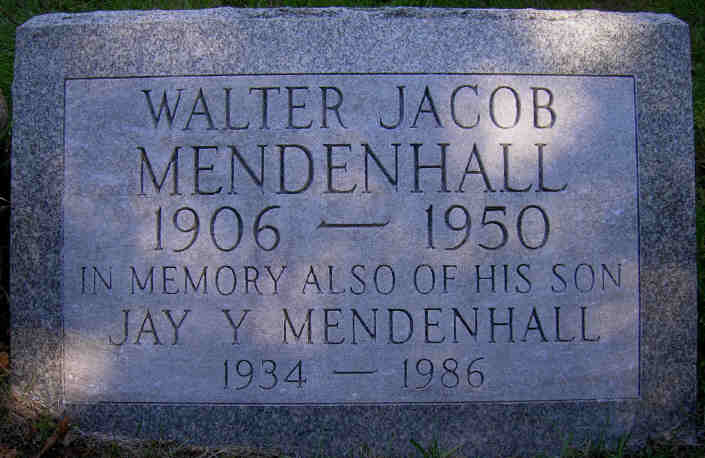 WALTER JACOB
MENDENHALL
1906 — 1950
IN MEMORY ALSO OF HIS SON
JAY Y MENDENHALL
1934 — 1986